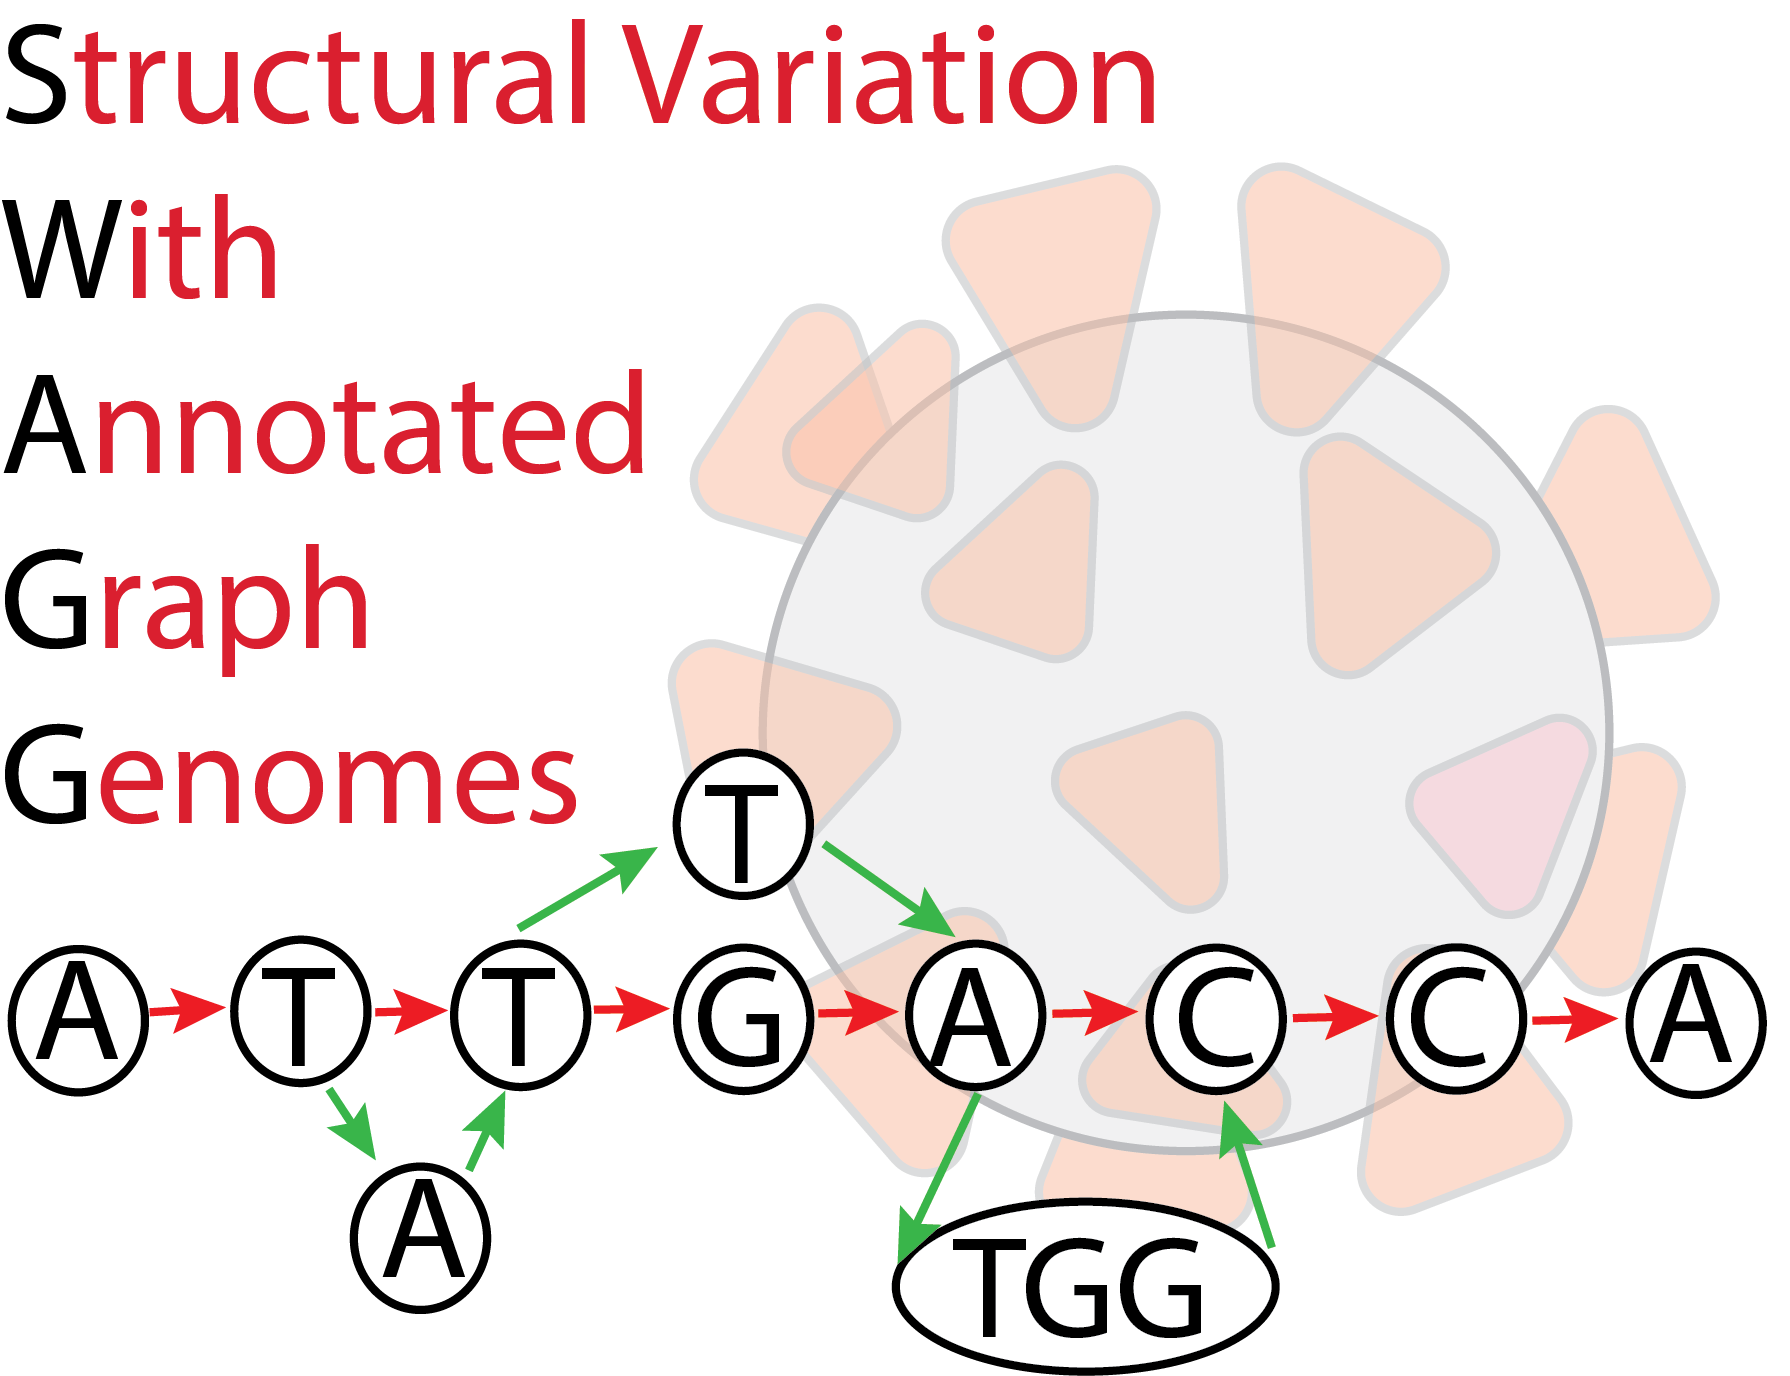 Structural Variation
With
Annotated
Graph
Genomes
T
A T T G A C C A
A
TGG